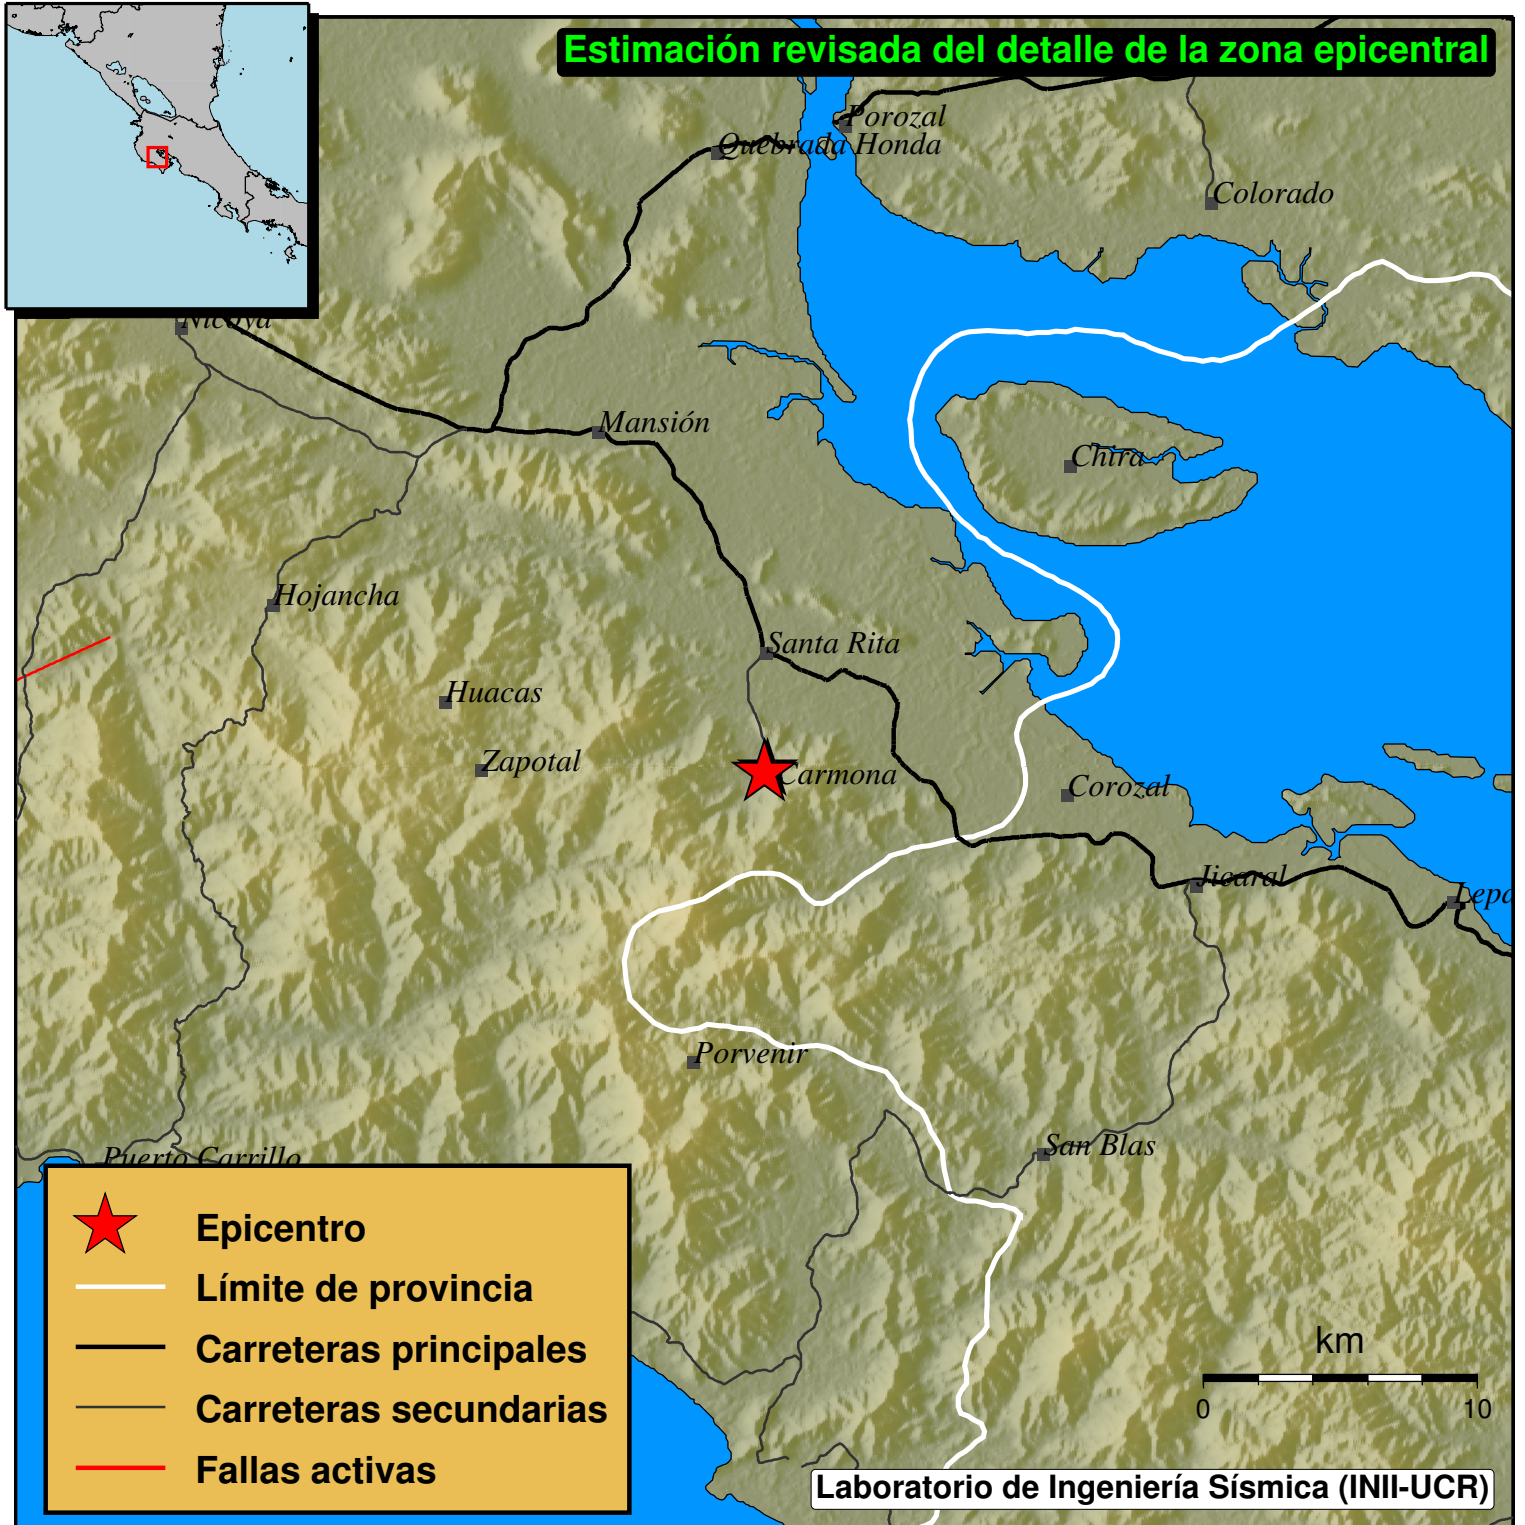 Estimación revisada del detalle de la zona epicentral
Porozal
Quebrada Honda
Colorado
Nicoya
Mansión
Chira
Hojancha
Santa Rita
Huacas
Zapotal
Carmona
Corozal
Jicaral
Lepa
Porvenir
San Blas
Puerto Carrillo
Epicentro
Límite de provincia
Carreteras principales
Carreteras secundarias
Fallas activas
km
0 10
Laboratorio de Ingeniería Sísmica (INII-UCR)